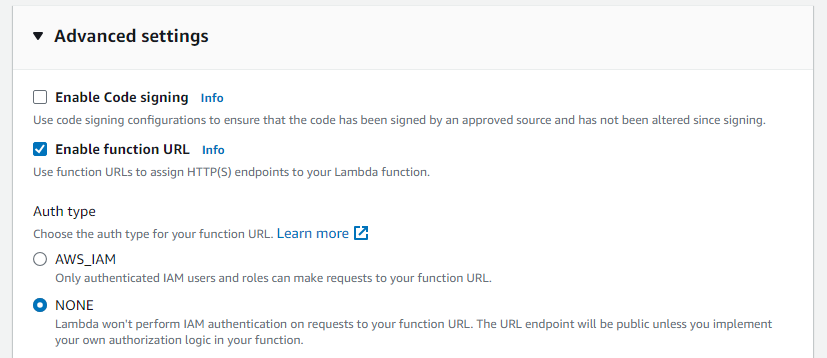 Advanced settings
Enable Code signing Info
Use code signing configurations to ensure that the code has been signed by an approved source and has not been altered since signing.
Enable function URL Info
Use function URLs to assign HTTP(S) endpoints to your Lambda function.
Auth type
Choose the auth type for your function URL. Learn more
AWS_IAM
Only authenticated IAM users and roles can make requests to your function URL.
NONE
Lambda won't perform IAM authentication on requests to your function URL. The URL endpoint will be public unless you implement
your own authorization logic in your function.